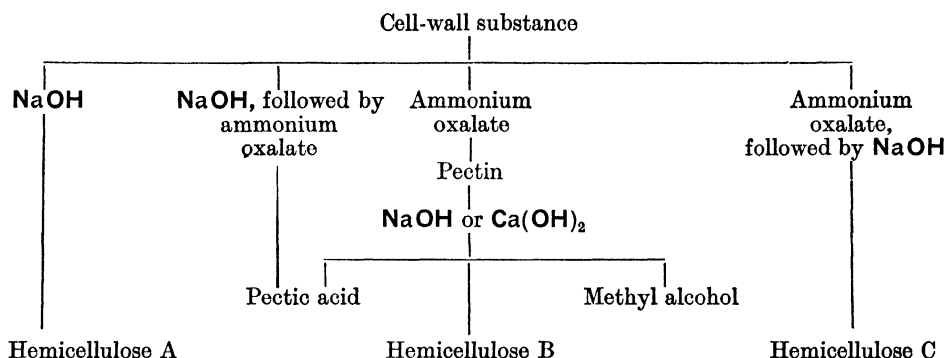 Cell-wall substance
NaOH
NaOH, followed by
ammonium
oxalate
Ammonium
oxalate
Ammonium
oxalate,
followed by NaOH
Pectin
NaOH or Ca(OH)₂
Pectic acid
Methyl alcohol
Hemicellulose A
Hemicellulose B
Hemicellulose C